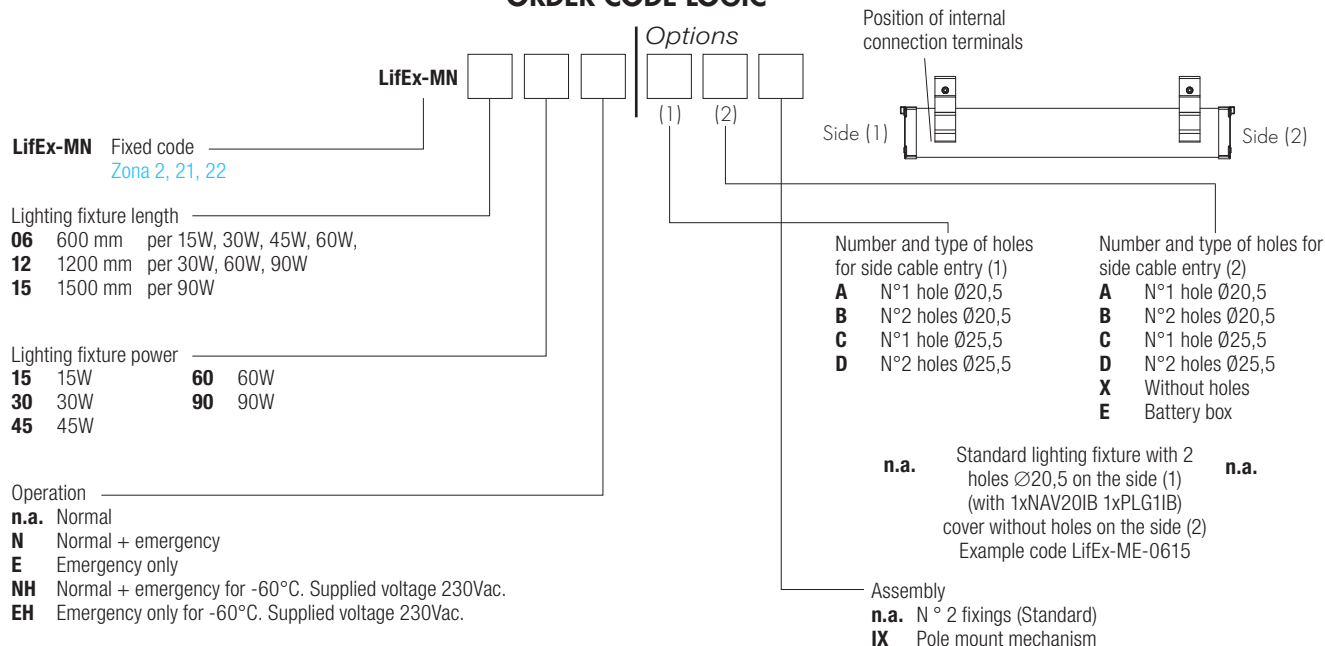 ORDER CODE LOGIC
Options
LifEx-MN
(1) (2)
Position of internal
connection terminals
Side (1)
Side (2)
LifEx-MN Fixed code
Zona 2, 21, 22
Lighting fixture length
06 600 mm per 15W, 30W, 45W, 60W,
12 1200 mm per 30W, 60W, 90W
15 1500 mm per 90W
Lighting fixture power
15 15W 60 60W
30 30W 90 90W
45 45W
Operation
n.a. Normal
N Normal + emergency
E Emergency only
NH Normal + emergency for -60°C. Supplied voltage 230Vac.
EH Emergency only for -60°C. Supplied voltage 230Vac.
Number and type of holes
for side cable entry (1)
A N°1 hole Ø20,5
B N°2 holes Ø20,5
C N°1 hole Ø25,5
D N°2 holes Ø25,5
Number and type of holes for
side cable entry (2)
A N°1 hole Ø20,5
B N°2 holes Ø20,5
C N°1 hole Ø25,5
D N°2 holes Ø25,5
X Without holes
E Battery box
n.a. Standard lighting fixture with 2 n.a.
holes ∅20,5 on the side (1)
(with 1xNAV20IB 1xPLG1IB)
cover without holes on the side (2)
Example code LifEx-ME-0615
Assembly
n.a. N ° 2 fixings (Standard)
IX Pole mount mechanism